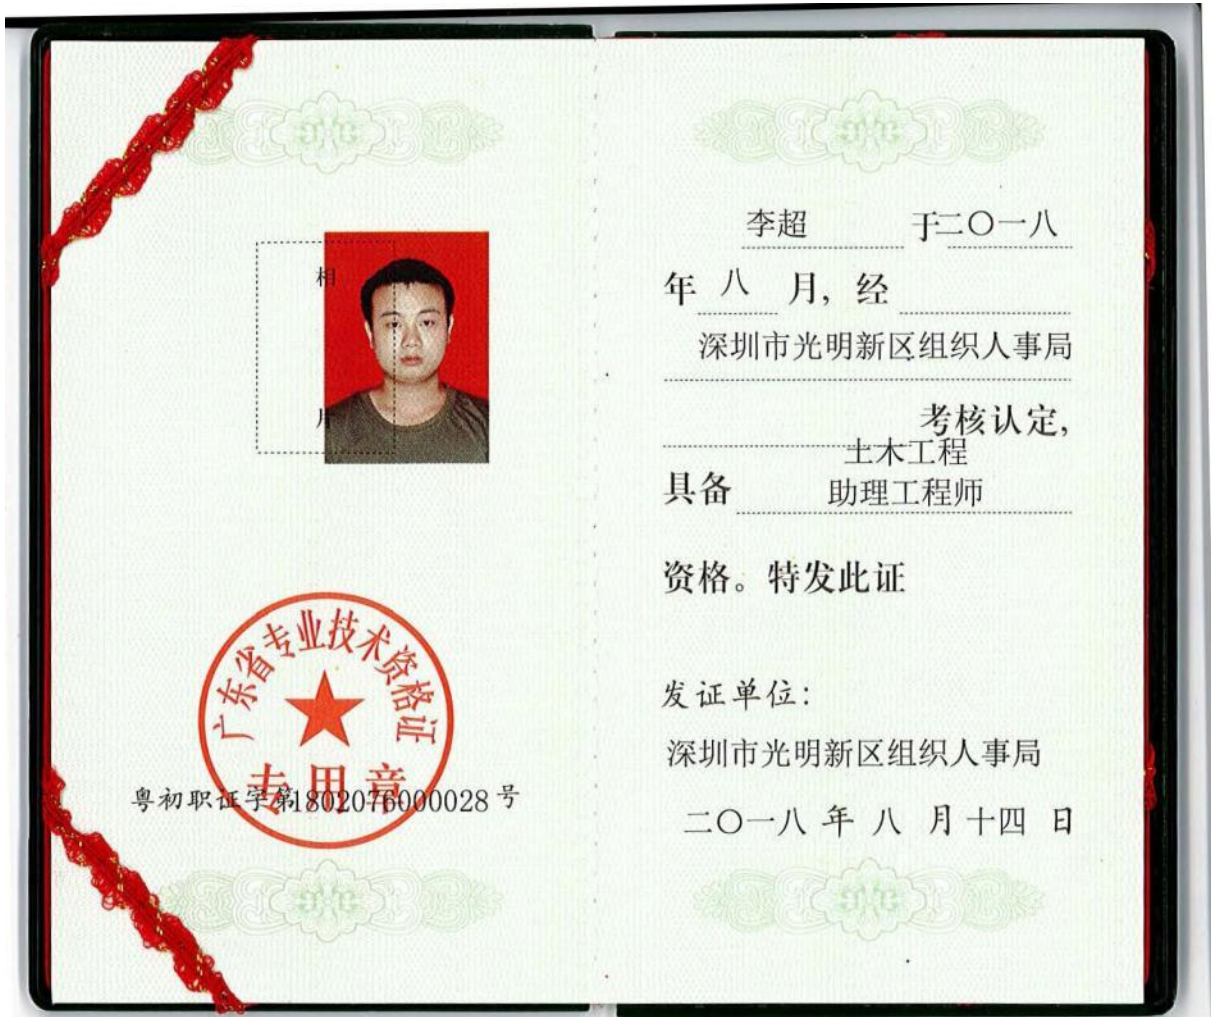 相
片
广东省专业技术资格证
专用章
粤初职证字第1802076000028号
李超 于二〇一八
年 八 月，经
深圳市光明新区组织人事局
考核认定，
土木工程
具备 助理工程师
资格。特发此证
发证单位：
深圳市光明新区组织人事局
二〇一八 年 八 月 十四 日